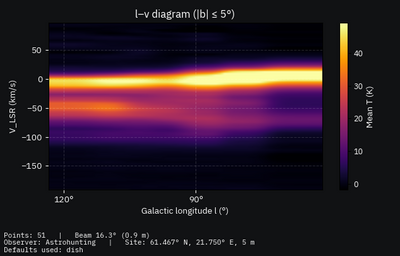 l–v diagram (|b| ≤ 5°)
50
0
−50
−100
−150
V_LSR (km/s)
120°
90°
Galactic longitude l (°)
40
30
20
10
0
Mean T (K)
Points: 51 | Beam 16.3° (0.9 m)
Observer: Astrohunting | Site: 61.467° N, 21.750° E, 5 m
Defaults used: dish